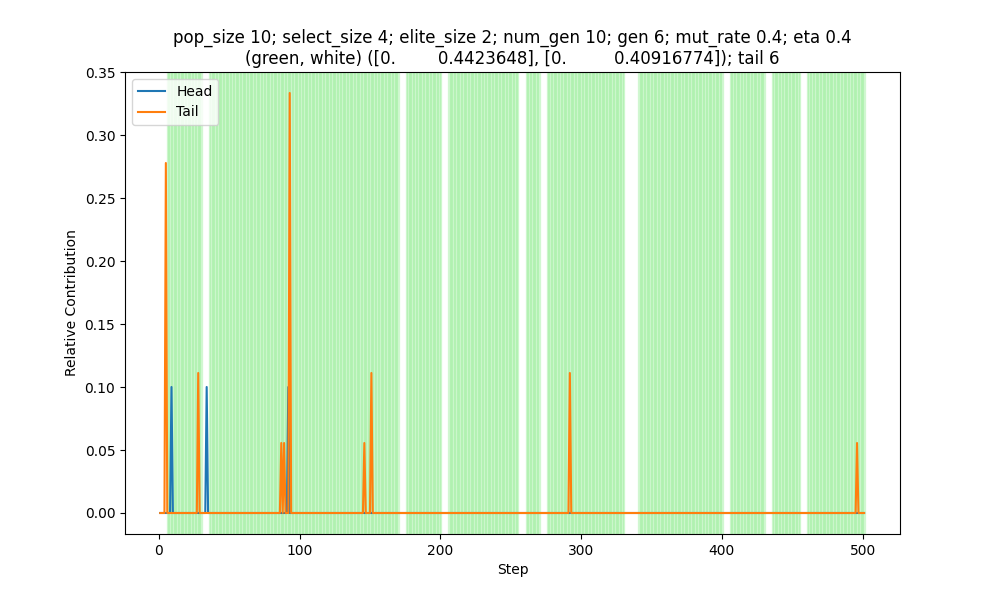 pop_size 10; select_size 4; elite_size 2; num_gen 10; gen 6; mut_rate 0.4; eta 0.4
(green, white) ([0.         0.4423648], [0.          0.40916774]); tail 6
Head
Tail
0.35
0.30
0.25
0.20
0.15
0.10
0.05
0.00
Relative Contribution
0 100 200 300 400 500
Step